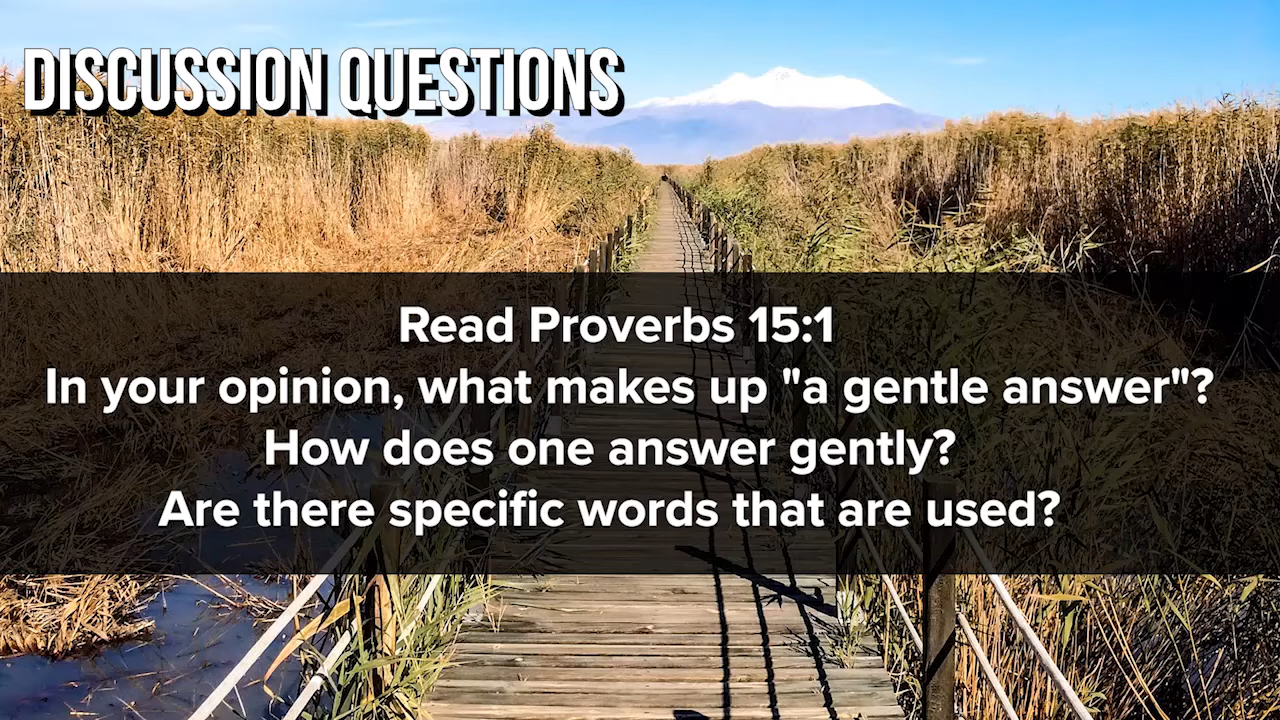 DISCUSSION QUESTIONS
Read Proverbs 15:1
In your opinion, what makes up "a gentle answer"?
How does one answer gently?
Are there specific words that are used?